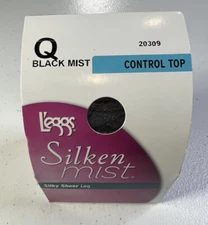 Q
20309
BLACK MIST
CONTROL TOP
L'eggs
Silken
mist
Silky Sheer Leg